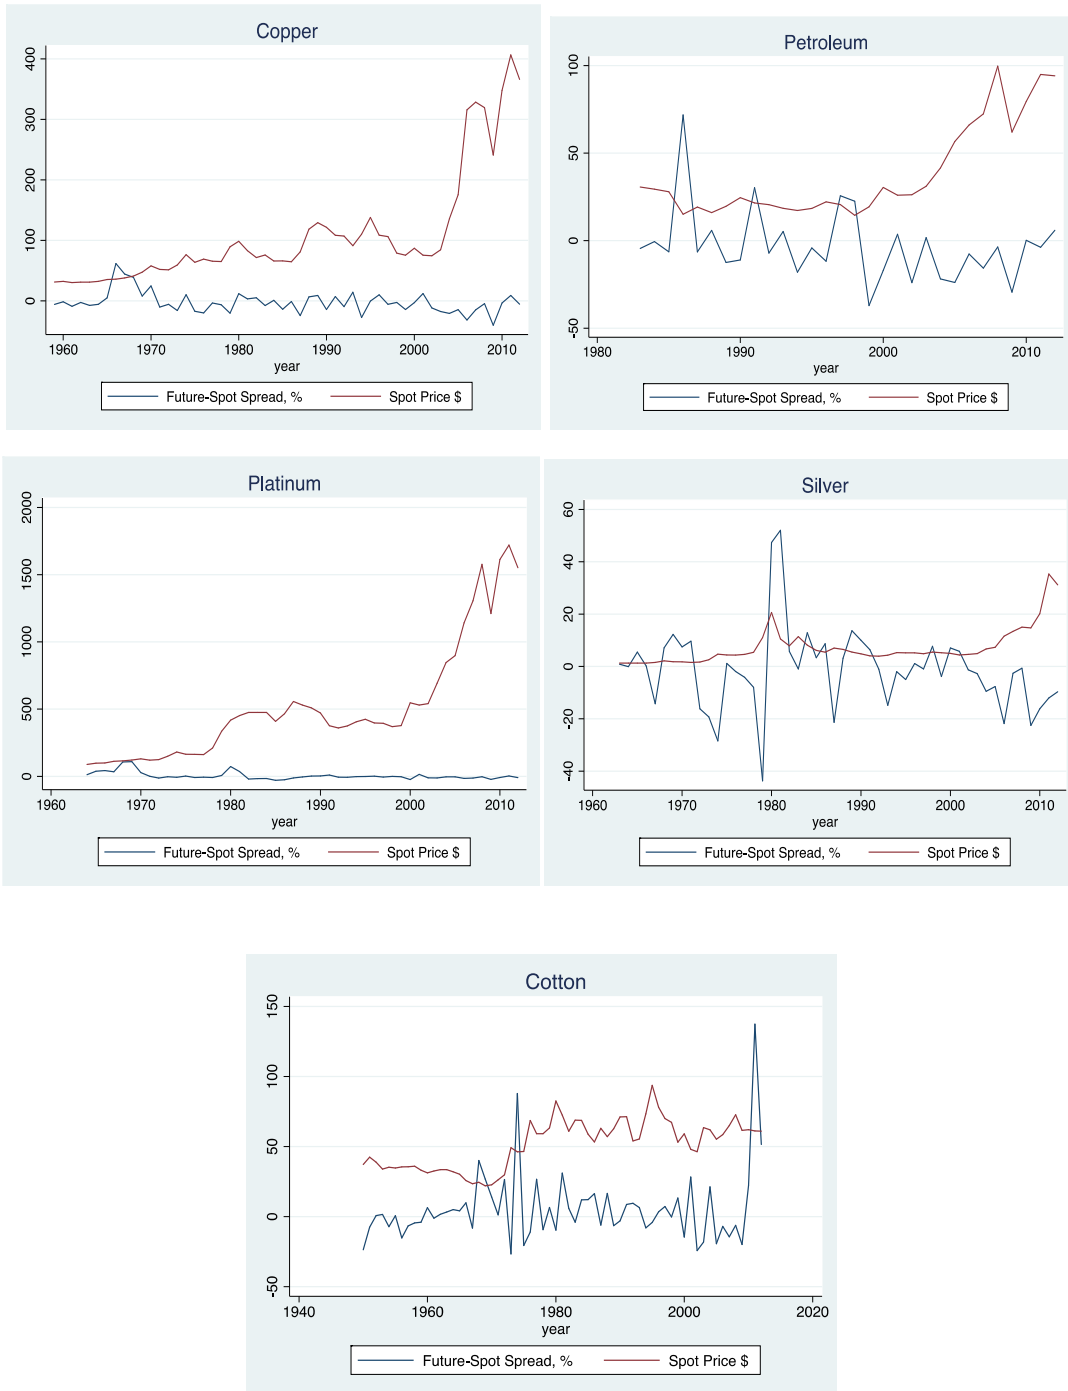 Copper
400
300
200
100
0
1960 1970 1980 1990 2000 2010
year
Future-Spot Spread, % Spot Price $
Petroleum
100
50
0
-50
1980 1990 2000 2010
year
Future-Spot Spread, % Spot Price $
Platinum
2000
1500
1000
500
0
1960 1970 1980 1990 2000 2010
year
Future-Spot Spread, % Spot Price $
Silver
60
40
20
0
-20
-40
1960 1970 1980 1990 2000 2010
year
Future-Spot Spread, % Spot Price $
Cotton
150
100
50
0
-50
1940 1960 1980 2000 2020
year
Future-Spot Spread, % Spot Price $